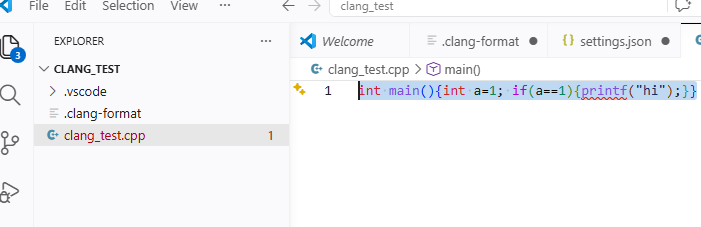 File Edit Selection View ··· ← → clang_test
3
EXPLORER ···
CLANG_TEST
> .vscode
.clang-format
clang_test.cpp 1
Welcome .clang-format ● {} settings.json ●
clang_test.cpp > main()
1 int main(){int a=1; if(a==1){printf("hi");}}